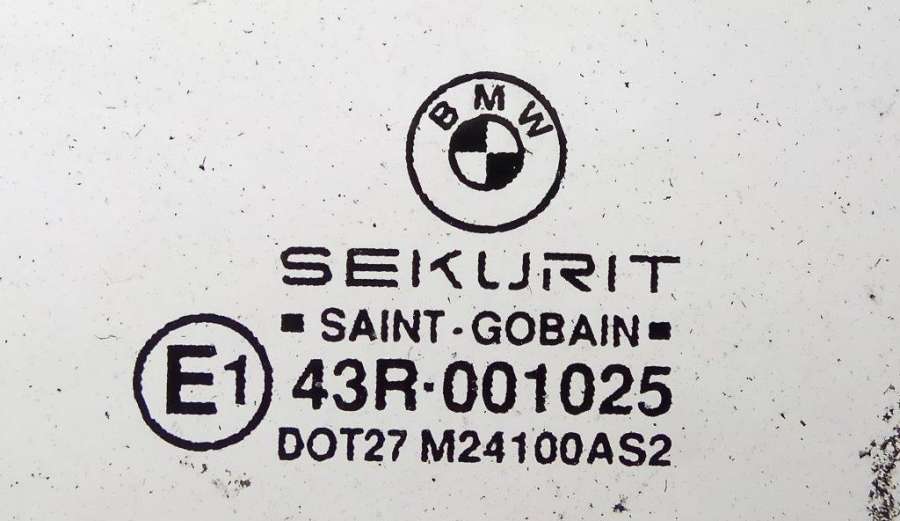 BMW
SEKURIT
▪ SAINT-GOBAIN ▪
E1 43R-001025
DOT27 M24100AS2